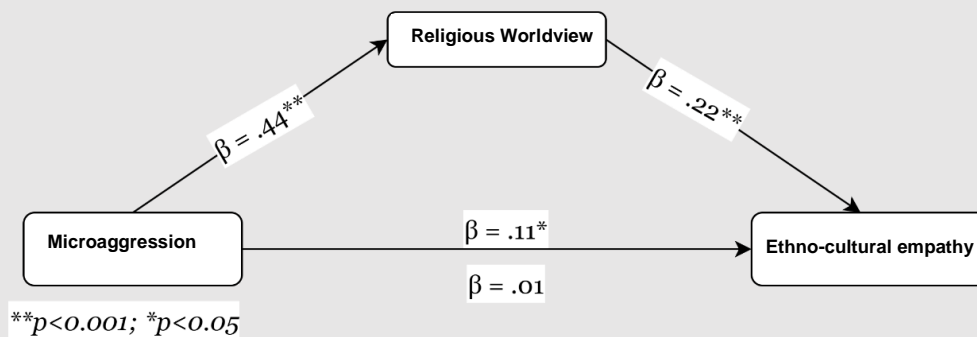 Religious Worldview
β = .44**
β = .22**
Microaggression
β = .11*
Ethno-cultural empathy
β = .01
**p<0.001; *p<0.05